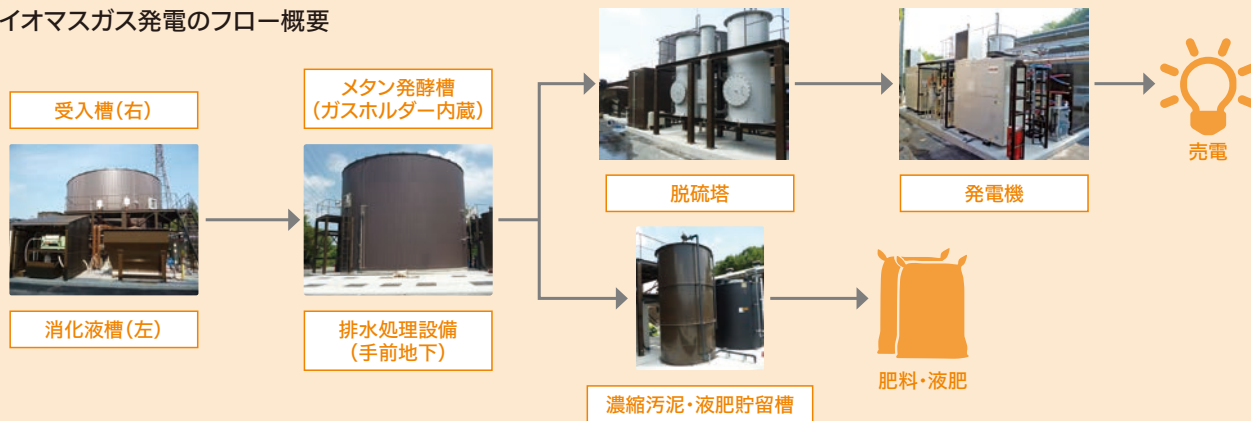 イオマスガス発電のフロー概要
受入槽(右)
消化液槽(左)
メタン発酵槽
(ガスホルダー内蔵)
排水処理設備
(手前地下)
脱硫塔
発電機
売電
濃縮汚泥・液肥貯留槽
肥料・液肥